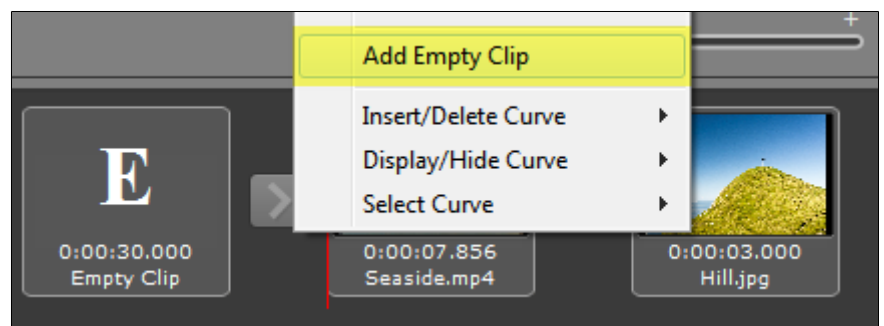 +
Add Empty Clip
Insert/Delete Curve
Display/Hide Curve
Select Curve
E
0:00:30.000
Empty Clip
0:00:07.856
Seaside.mp4
0:00:03.000
Hill.jpg